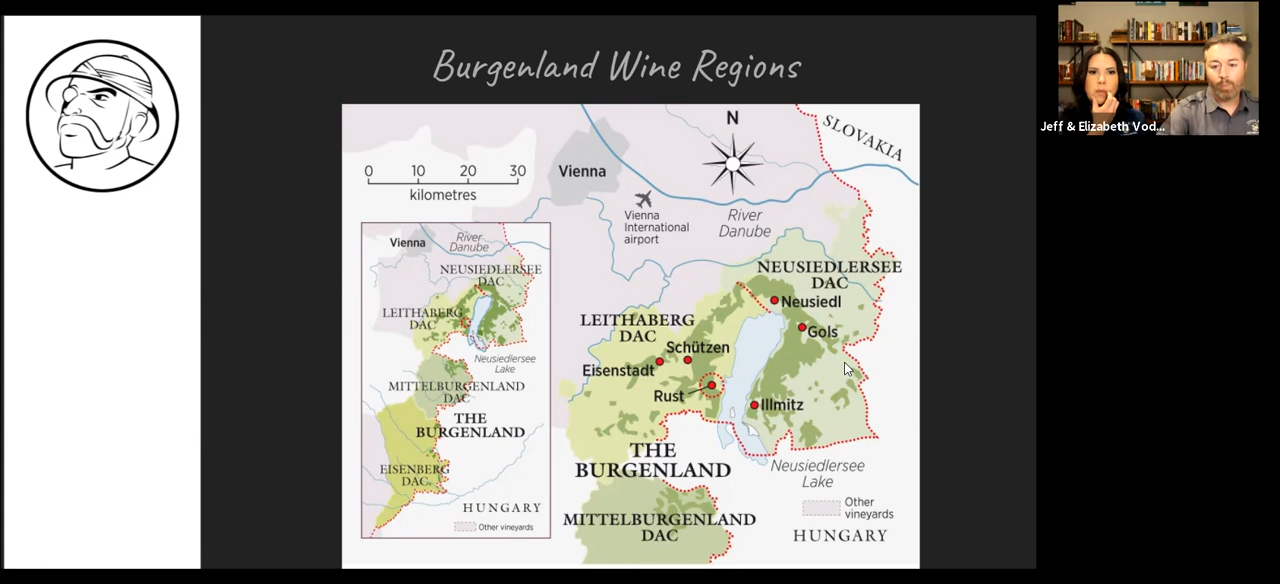 Burgenland Wine Regions
Jeff & Elizabeth Vod...
N
SLOVAKIA
0 10 20 30
kilometres
Vienna
Vienna
International
airport
River
Danube
NEUSIEDLERSEE
DAC
Neusiedl
Gols
LEITHABERG
DAC
Schützen
Eisenstadt
Rust
Illmitz
THE
BURGENLAND
Neusiedlersee
Lake
Other
vineyards
MITTELBURGENLAND
DAC
HUNGARY
Vienna
River
Danube
NEUSIEDLERSEE
DAC
LEITHABERG
DAC
Neusiedlersee
Lake
MITTELBURGENLAND
DAC
THE
BURGENLAND
EISENBERG
DAC
HUNGARY
Other vineyards